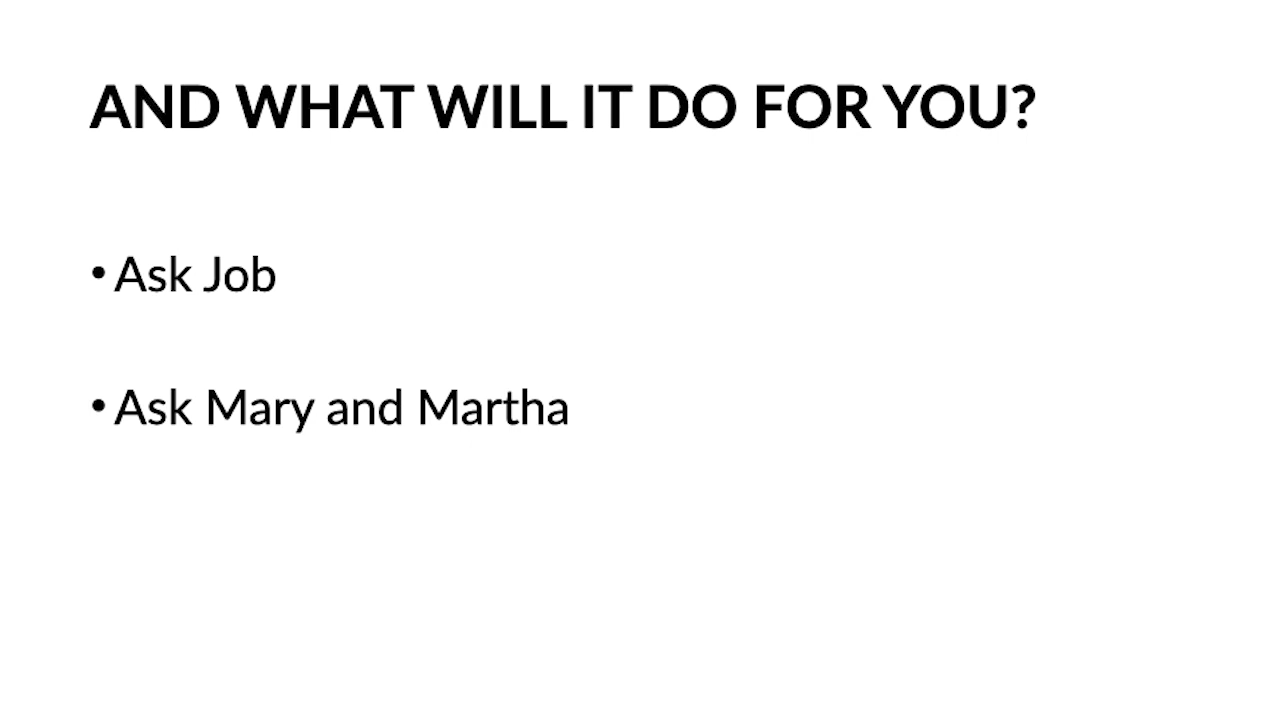 AND WHAT WILL IT DO FOR YOU?
• Ask Job
• Ask Mary and Martha